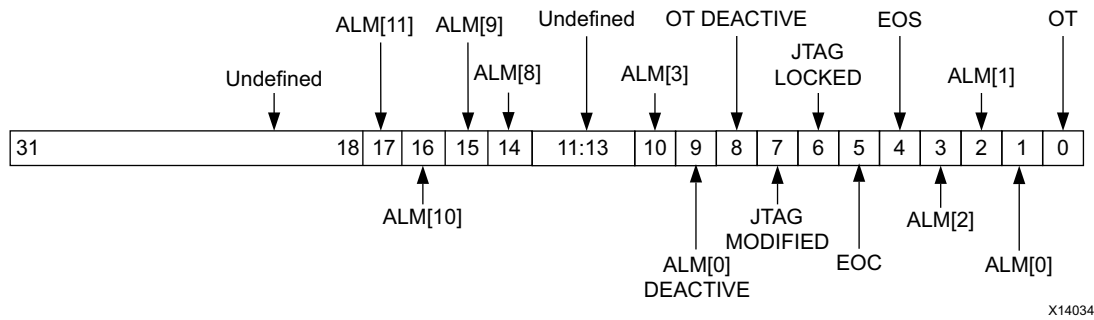 Undefined
OT DEACTIVE
EOS
OT
ALM[11]
ALM[9]
JTAG
LOCKED
Undefined
ALM[8]
ALM[3]
ALM[1]
31
18
17
16
15
14
11:13
10
9
8
7
6
5
4
3
2
1
0
ALM[10]
JTAG
MODIFIED
ALM[2]
ALM[0]
DEACTIVE
EOC
ALM[0]
X14034